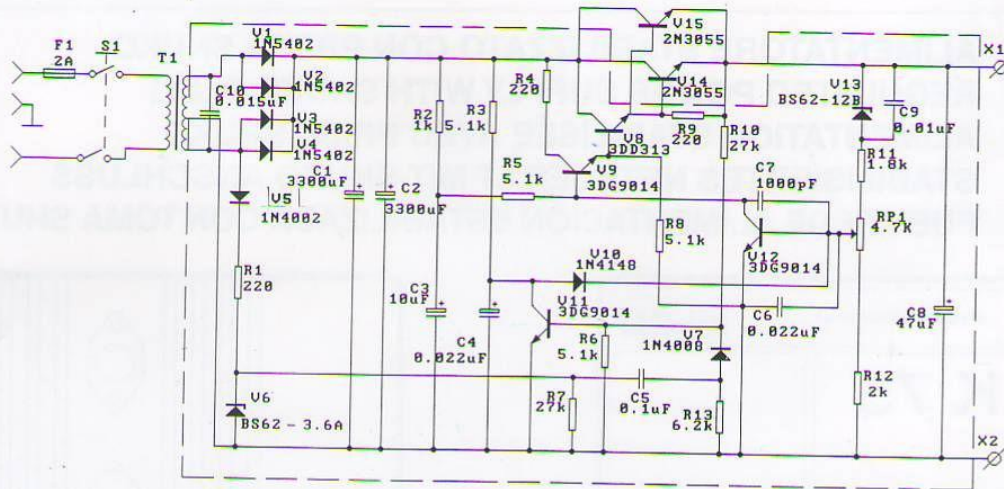 F1
2A
S1
T1
V1
1N5402
V2
1N5402
V3
1N5402
V4
1N5402
C10
0.015uF
V5
1N4002
R1
220
V6
BS62-3.6A
C1
3300uF
C2
3300uF
R2
1k
R3
5.1k
R4
220
R5
5.1k
C3
10uF
C4
0.022uF
V15
2N3055
V14
2N3055
V8
3DD313
V9
3DG9014
R9
220
R10
27k
R8
5.1k
V10
1N4148
V11
3DG9014
R6
5.1k
R7
27k
C5
0.1uF
V7
1N4008
R13
6.2k
C7
1000pF
V12
3DG9014
C6
0.022uF
V13
BS62-12B
C9
0.01uF
R11
18k
RP1
4.7k
C8
47uF
R12
2k
X1
X2